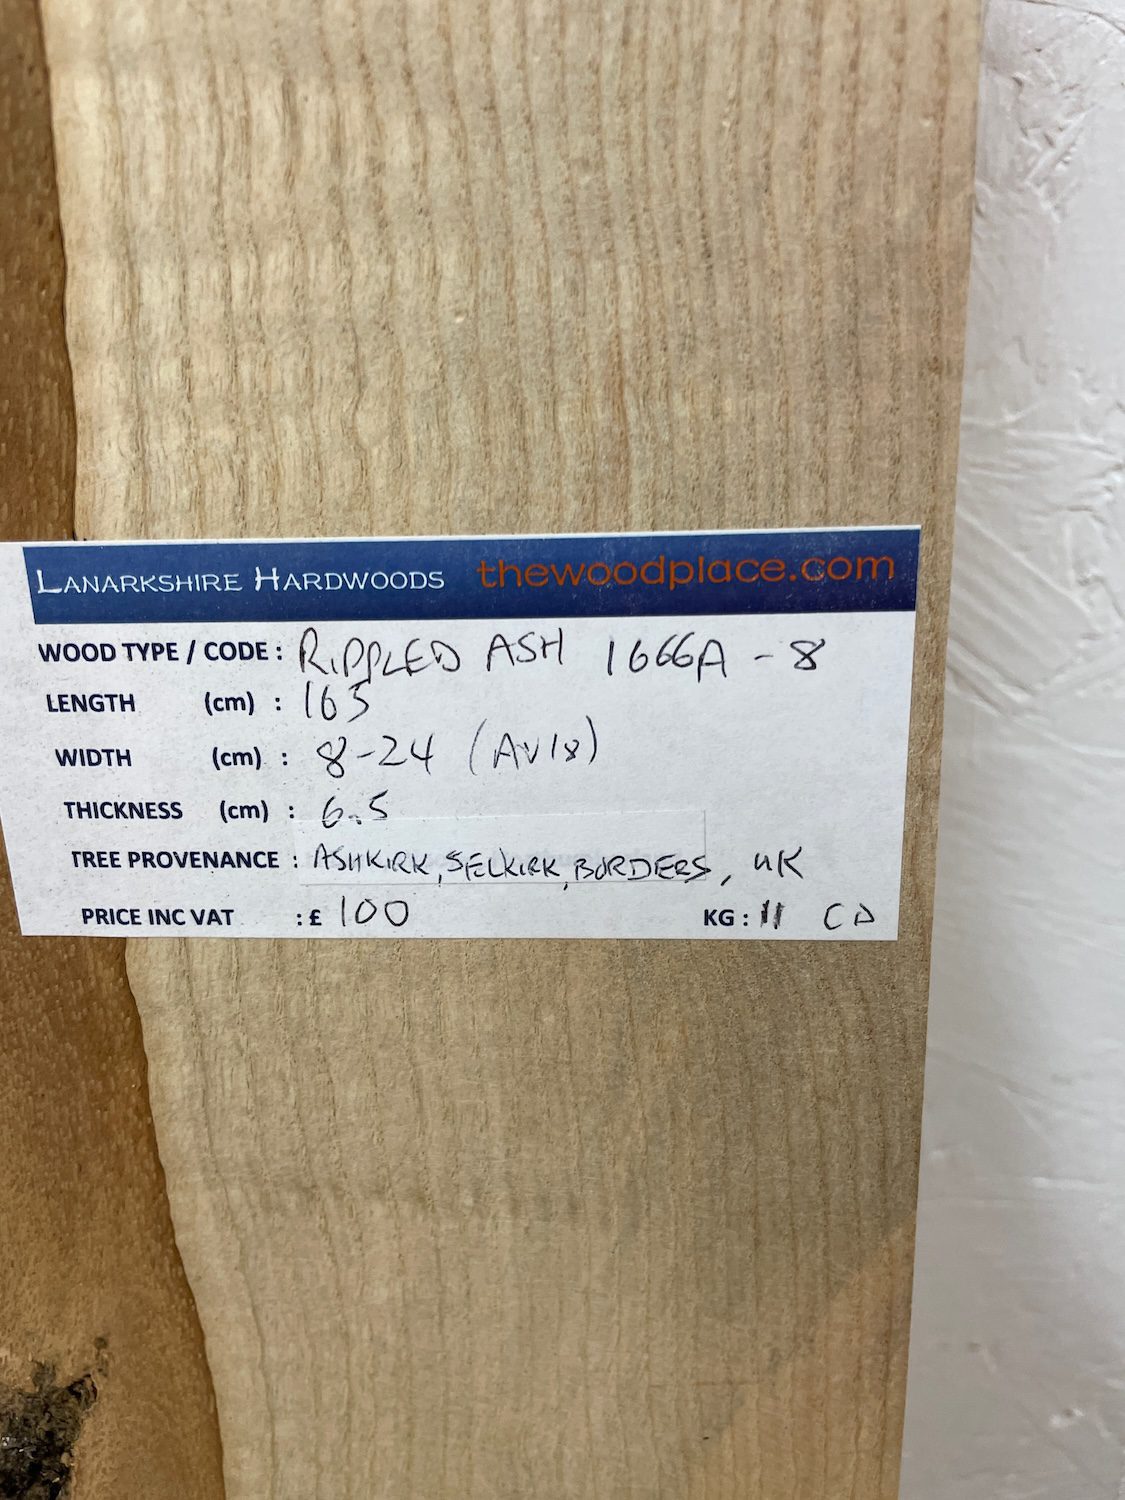 LANARKSHIRE HARDWOODS thewoodplace.com
WOOD TYPE / CODE : RIPPLED ASH 1666A - 8
LENGTH (cm) : 165
WIDTH (cm) : 8-24 (AV18)
THICKNESS (cm) : 6.5
TREE PROVENANCE : ASHKIRK, SELKIRK, BORDERS, UK
PRICE INC VAT : £ 100 KG : 11 CD